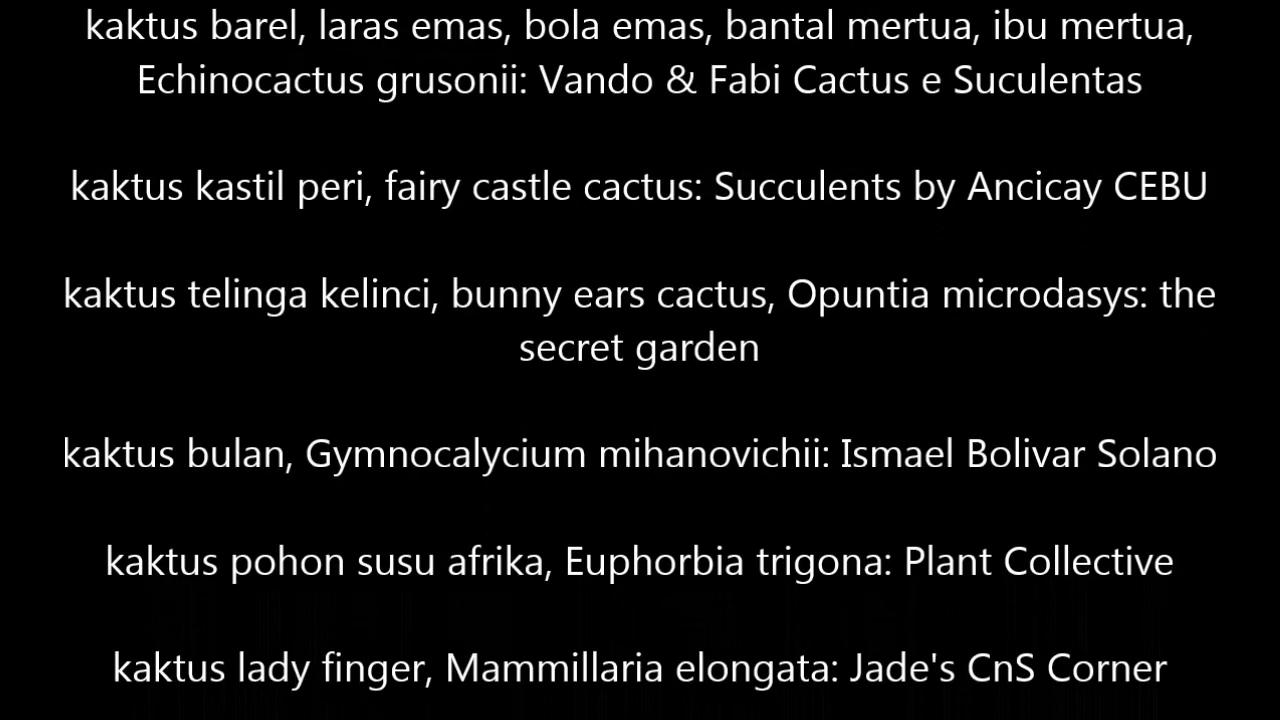 kaktus barel, laras emas, bola emas, bantal mertua, ibu mertua,
Echinocactus grusonii: Vando & Fabi Cactus e Suculentas
kaktus kastil peri, fairy castle cactus: Succulents by Ancicay CEBU
kaktus telinga kelinci, bunny ears cactus, Opuntia microdasys: the
secret garden
kaktus bulan, Gymnocalycium mihanovichii: Ismael Bolivar Solano
kaktus pohon susu afrika, Euphorbia trigona: Plant Collective
kaktus lady finger, Mammillaria elongata: Jade's CnS Corner